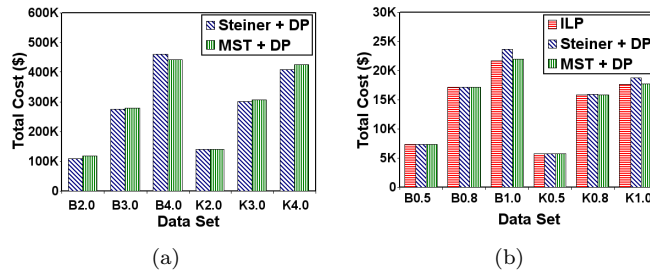 600K
500K
400K
300K
200K
100K
0
Total Cost ($)
Steiner + DP
MST + DP
B2.0 B3.0 B4.0 K2.0 K3.0 K4.0
Data Set
(a)
30K
25K
20K
15K
10K
5K
0
Total Cost ($)
ILP
Steiner + DP
MST + DP
B0.5 B0.8 B1.0 K0.5 K0.8 K1.0
Data Set
(b)